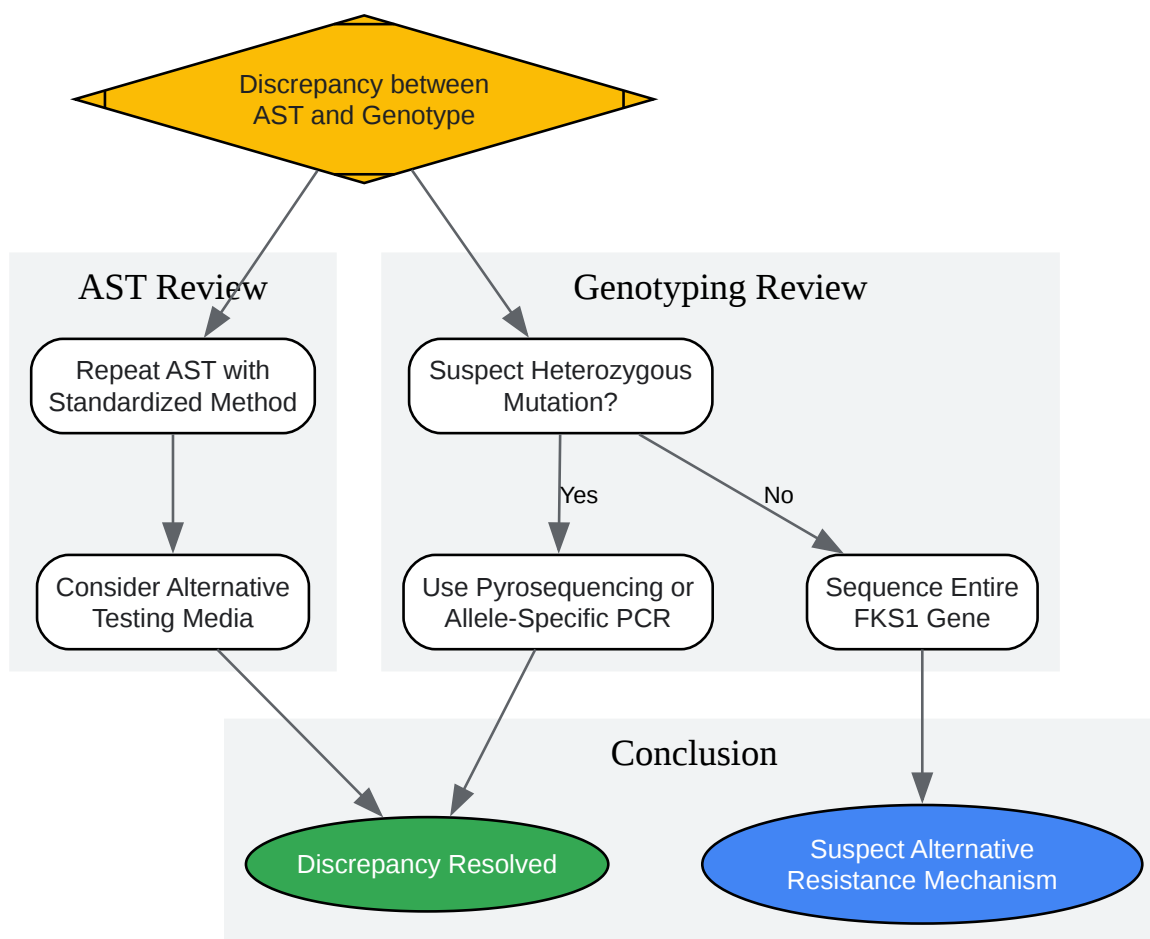 Discrepancy between
AST and Genotype
AST Review
Genotyping Review
Repeat AST with
Standardized Method
Suspect Heterozygous
Mutation?
Yes
No
Consider Alternative
Testing Media
Use Pyrosequencing or
Allele-Specific PCR
Sequence Entire
FKS1 Gene
Conclusion
Discrepancy Resolved
Suspect Alternative
Resistance Mechanism